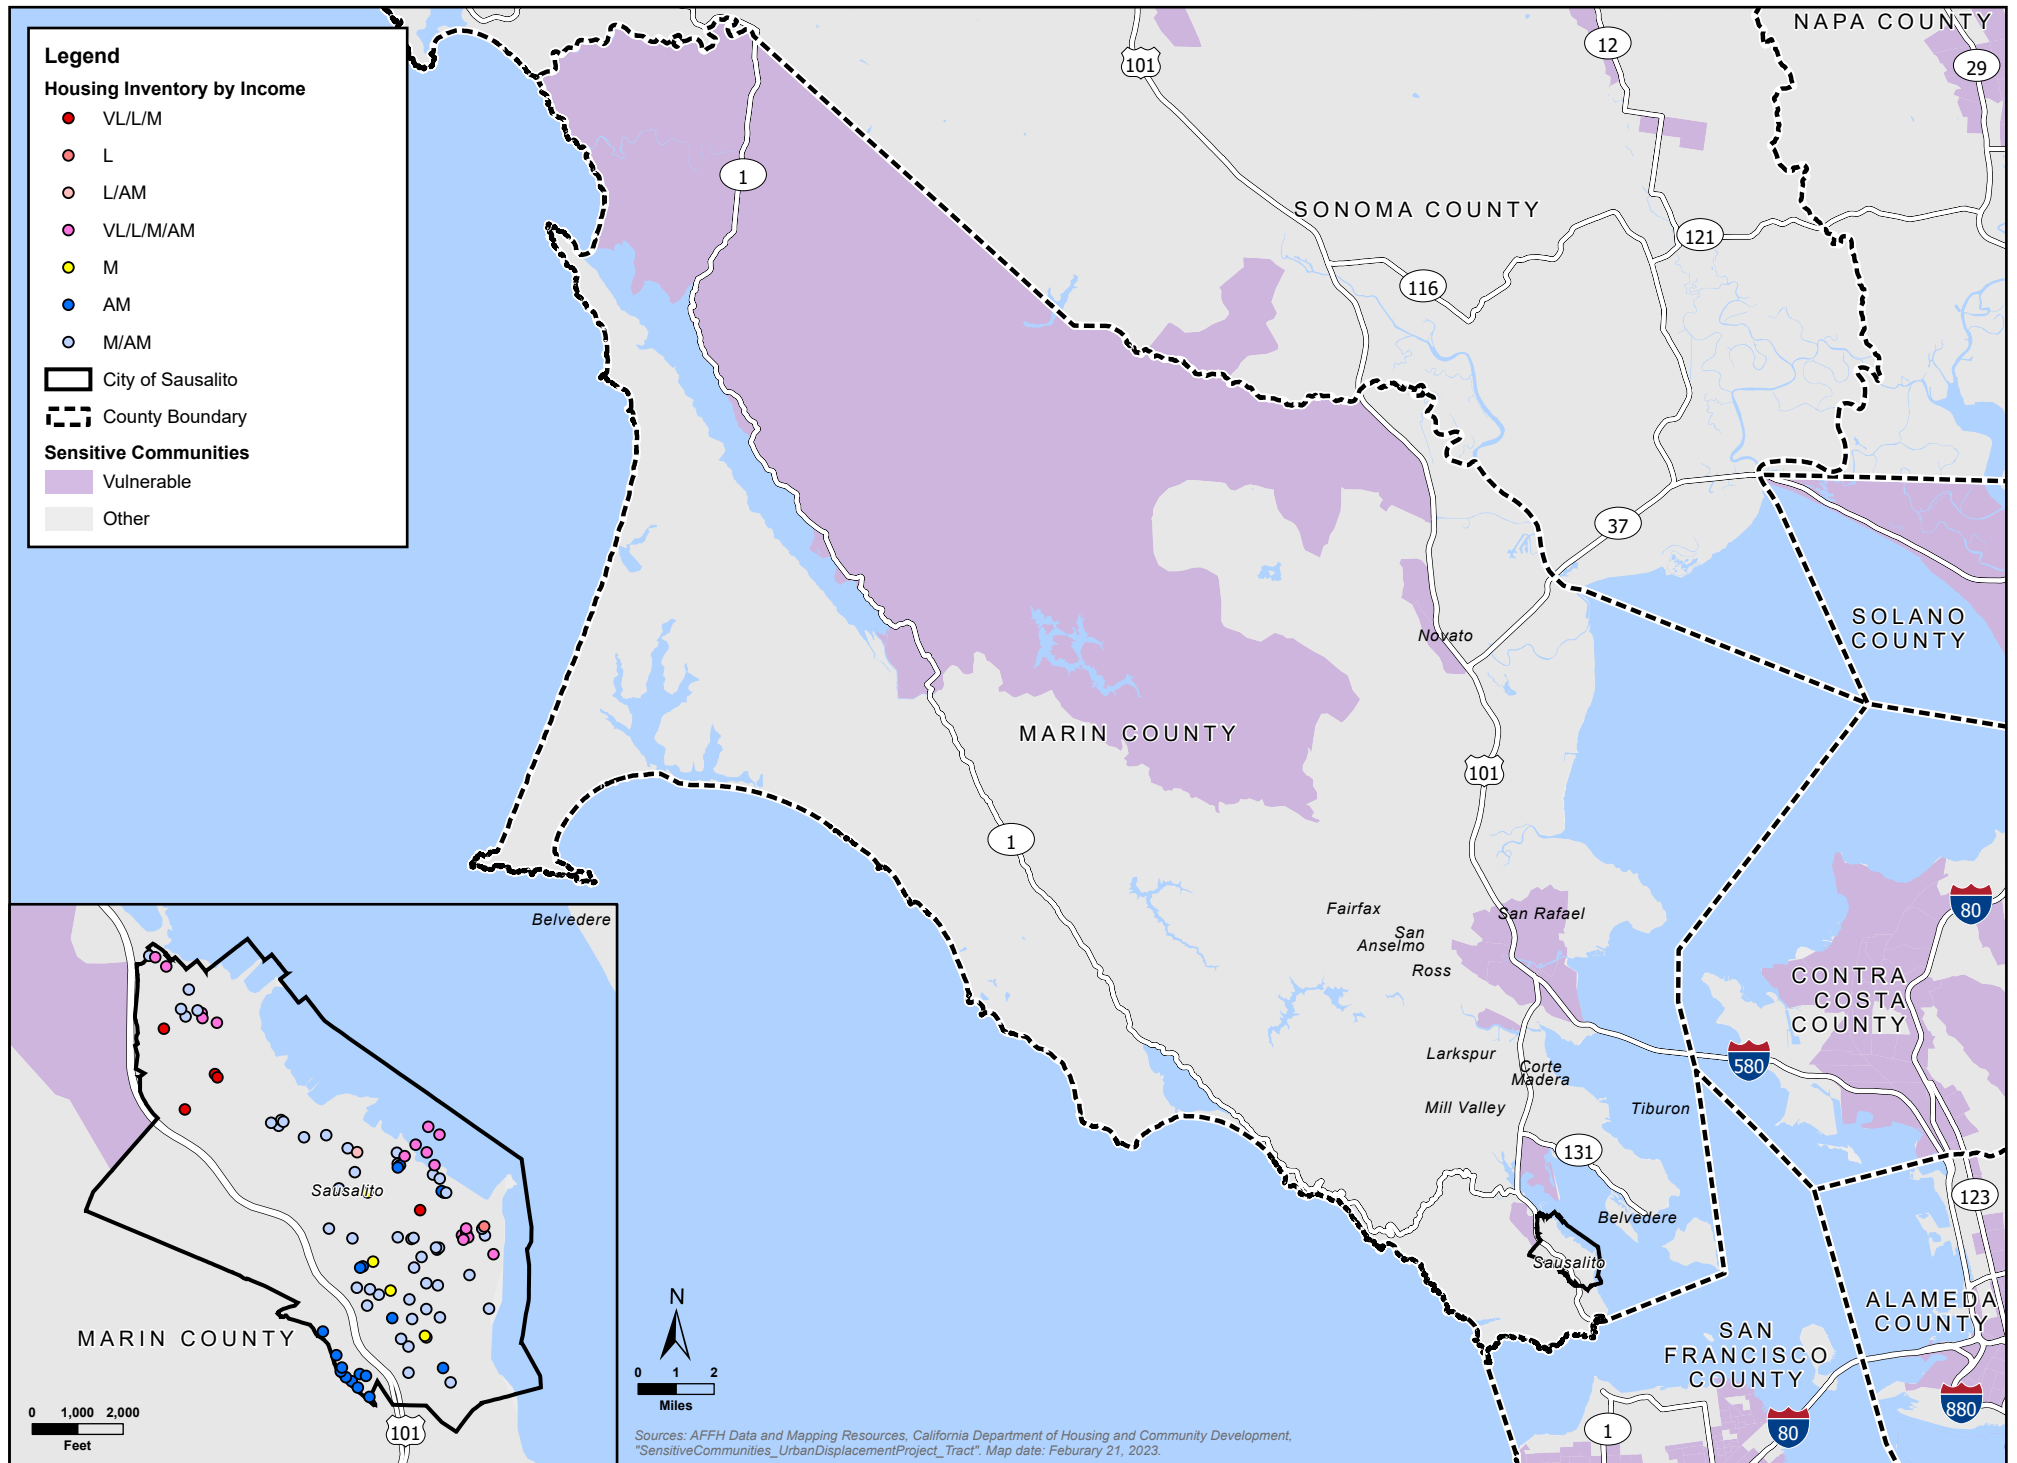 Legend
Housing Inventory by Income
VL/L/M
L
L/AM
VL/L/M/AM
M
AM
M/AM
City of Sausalito
County Boundary
Sensitive Communities
Vulnerable
Other
NAPA COUNTY
12
29
101
1
SONOMA COUNTY
121
116
37
SOLANO
COUNTY
Novato
MARIN COUNTY
101
1
Fairfax
San Rafael
San
Anselmo
Ross
80
CONTRA
COSTA
COUNTY
Larkspur
Corte
Madera
580
Mill Valley
Tiburon
131
123
Belvedere
Sausalito
ALAMEDA
COUNTY
SAN
FRANCISCO
COUNTY
880
80
1
Belvedere
Sausalito
MARIN COUNTY
101
0 1,000 2,000
Feet
N
0 1 2
Miles
Sources: AFFH Data and Mapping Resources, California Department of Housing and Community Development,
"SensitiveCommunities_UrbanDisplacementProject_Tract". Map date: Feburary 21, 2023.